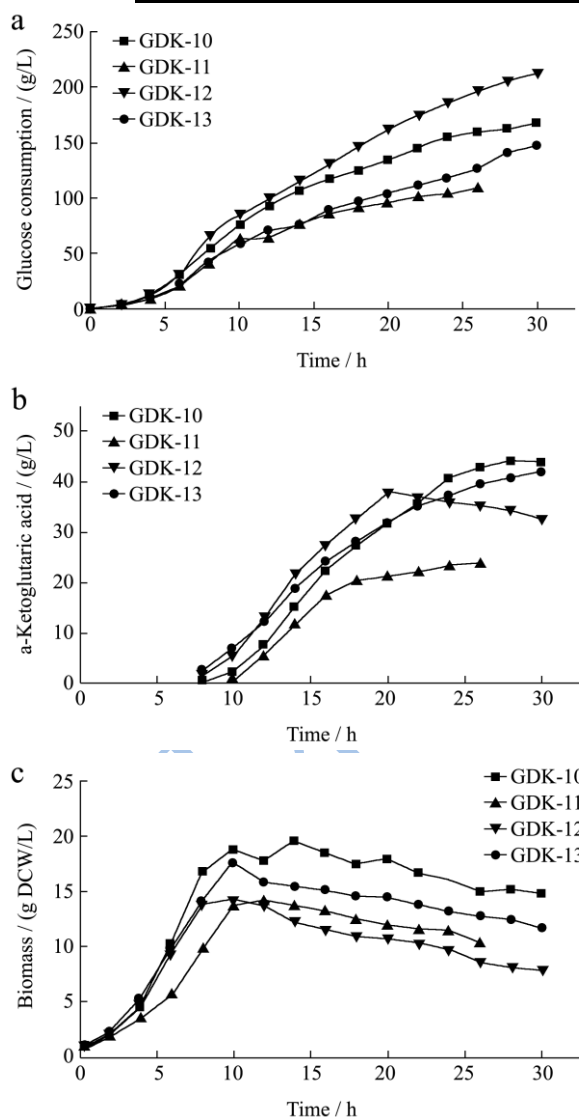 a
Glucose consumption / (g/L)
250
200
150
100
50
0
GDK-10
GDK-11
GDK-12
GDK-13
0 5 10 15 20 25 30
Time / h
b
a-Ketoglutaric acid / (g/L)
50
40
30
20
10
0
GDK-10
GDK-11
GDK-12
GDK-13
0 5 10 15 20 25 30
Time / h
c
Biomass / (g DCW/L)
25
20
15
10
5
0
GDK-10
GDK-11
GDK-12
GDK-13
0 5 10 15 20 25 30
Time / h